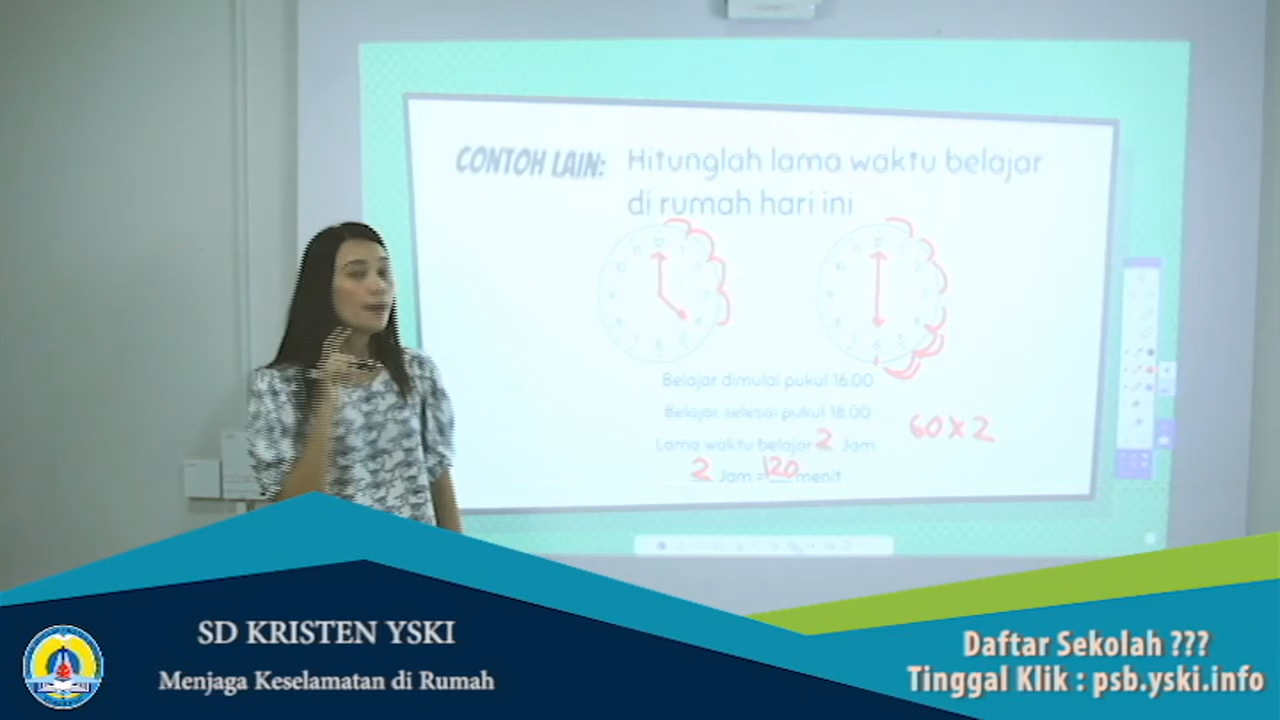 CONTOH LAIN: Hitunglah lama waktu belajar
di rumah hari ini
Belajar dimulai pukul 16.00
Belajar selesai pukul 18.00
Lama waktu belajar 2 Jam
2 Jam = 120 menit
60 x 2
SD KRISTEN YSKI
Menjaga Keselamatan di Rumah
Daftar Sekolah ???
Tinggal Klik : psb.yski.info